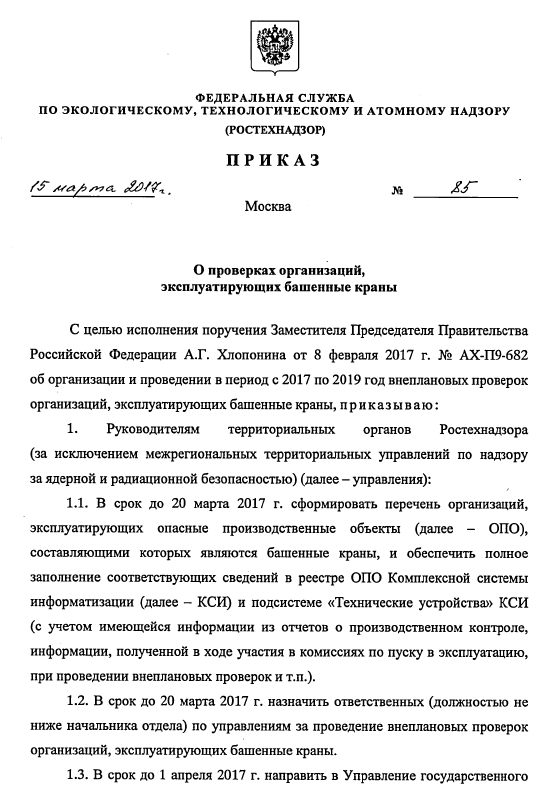 ФЕДЕРАЛЬНАЯ СЛУЖБА
ПО ЭКОЛОГИЧЕСКОМУ, ТЕХНОЛОГИЧЕСКОМУ И АТОМНОМУ НАДЗОРУ
(РОСТЕХНАДЗОР)
ПРИКАЗ
15 марта 2017г. № 85
Москва
О проверках организаций,
эксплуатирующих башенные краны
С целью исполнения поручения Заместителя Председателя Правительства
Российской Федерации А.Г. Хлопонина от 8 февраля 2017 г. № АХ-П9-682
об организации и проведении в период с 2017 по 2019 год внеплановых проверок
организаций, эксплуатирующих башенные краны, приказываю:
1. Руководителям территориальных органов Ростехнадзора
(за исключением межрегиональных территориальных управлений по надзору
за ядерной и радиационной безопасностью) (далее – управления):
1.1. В срок до 20 марта 2017 г. сформировать перечень организаций,
эксплуатирующих опасные производственные объекты (далее – ОПО),
составляющими которых являются башенные краны, и обеспечить полное
заполнение соответствующих сведений в реестре ОПО Комплексной системы
информатизации (далее – КСИ) и подсистеме «Технические устройства» КСИ
(с учетом имеющейся информации из отчетов о производственном контроле,
информации, полученной в ходе участия в комиссиях по пуску в эксплуатацию,
при проведении внеплановых проверок и т.п.).
1.2. В срок до 20 марта 2017 г. назначить ответственных (должностью не
ниже начальника отдела) по управлениям за проведение внеплановых проверок
организаций, эксплуатирующих башенные краны.
1.3. В срок до 1 апреля 2017 г. направить в Управление государственного